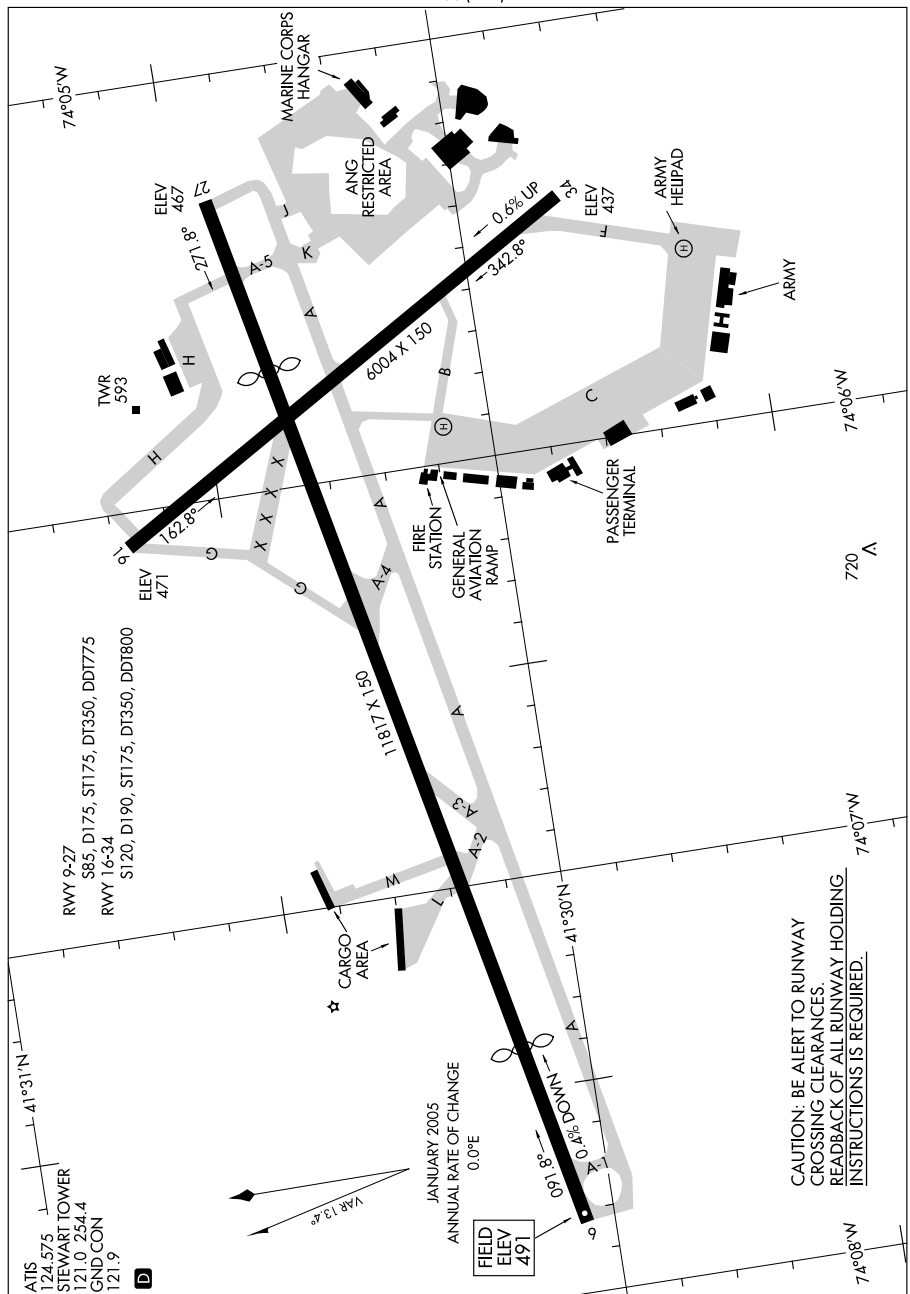 ATIS
124.575
STEWART TOWER
121.0 254.4
GND CON
121.9
D
41°31'N
RWY 9-27
S85, D175, ST175, DT350, DDT775
RWY 16-34
S120, D190, ST175, DT350, DDT800
74°05'W
MARINE CORPS
HANGAR
ANG
RESTRICTED
AREA
ELEV
467
27
271.8°
J
K
A-5
A
0.6% UP
342.8°
34
ELEV
437
F
ARMY
HELIPAD
H
ARMY
TWR
593
H
H
6004 X 150
B
C
H
16
162.8°
ELEV
471
G
G
X X X X
A
A-4
FIRE
STATION
GENERAL
AVIATION
RAMP
PASSENGER
TERMINAL
74°06'W
720
11817 X 150
A
A-3
A-2
M
L
CARGO
AREA
41°30'N
74°07'W
VAR 13.4°
JANUARY 2005
ANNUAL RATE OF CHANGE
0.0°E
A
0.4% DOWN
091.8°
A-1
9
FIELD
ELEV
491
CAUTION: BE ALERT TO RUNWAY
CROSSING CLEARANCES.
READBACK OF ALL RUNWAY HOLDING
INSTRUCTIONS IS REQUIRED.
74°08'W